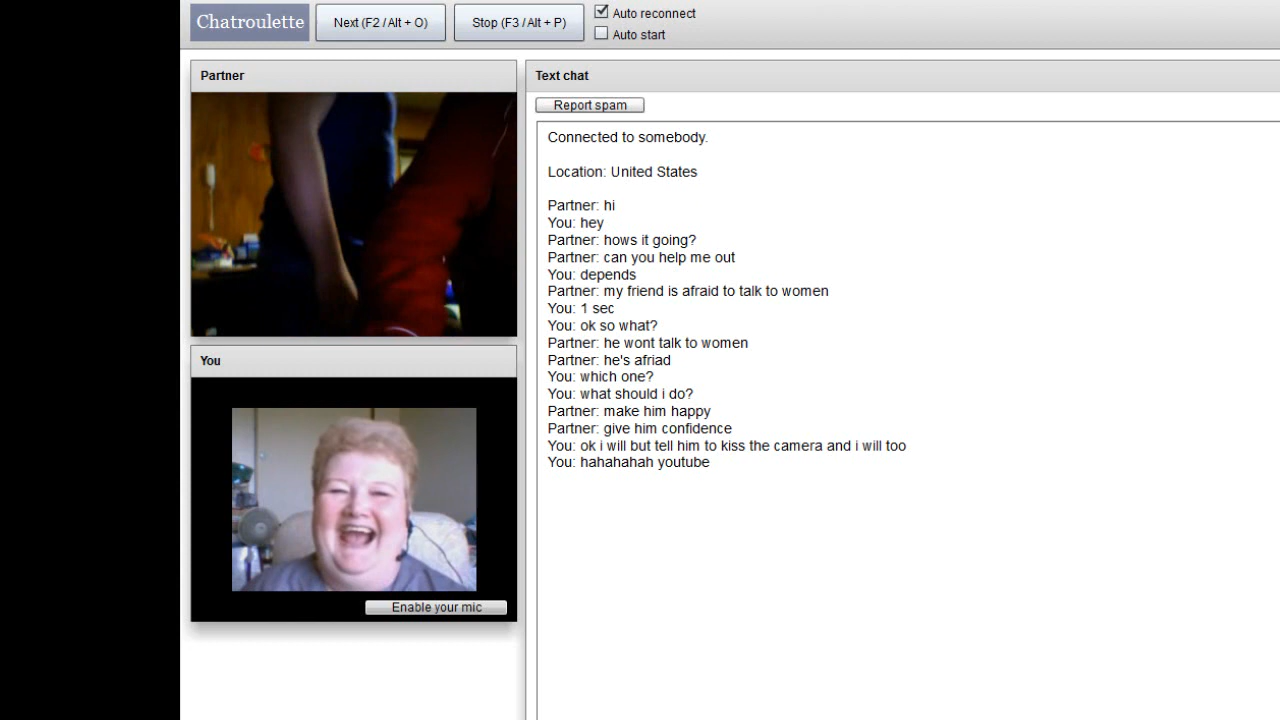 Chatroulette
Next (F2 / Alt + O)
Stop (F3 / Alt + P)
Auto reconnect
Auto start
Partner
Text chat
Report spam
Connected to somebody.
Location: United States
Partner: hi
You: hey
Partner: hows it going?
Partner: can you help me out
You: depends
Partner: my friend is afraid to talk to women
You: 1 sec
You: ok so what?
Partner: he wont talk to women
Partner: he's afriad
You: which one?
You: what should i do?
Partner: make him happy
Partner: give him confidence
You: ok i will but tell him to kiss the camera and i will too
You: hahahahah youtube
You
Enable your mic